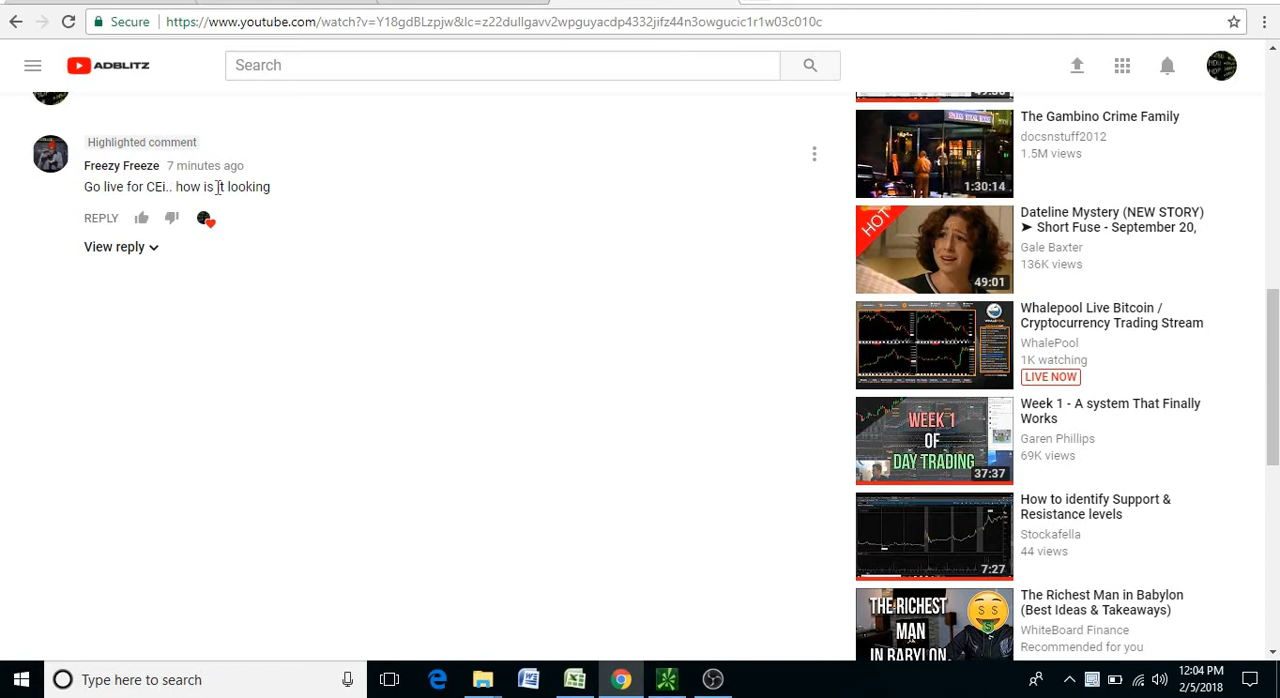 Secure
https://www.youtube.com/watch?v=Y18gdBLzpjw&lc=z22dullgavv2wpguyacdp4332jifz44n3owgucic1r1w03c010c
ADBLITZ
Search
Highlighted comment
Freezy Freeze 7 minutes ago
Go live for CEi.. how is it looking
REPLY
View reply
The Gambino Crime Family
docsnstuff2012
1.5M views
1:30:14
Dateline Mystery (NEW STORY)
➤ Short Fuse - September 20,
Gale Baxter
136K views
HOT
49:01
Whalepool Live Bitcoin /
Cryptocurrency Trading Stream
WhalePool
1K watching
LIVE NOW
Week 1 - A system That Finally
Works
Garen Phillips
69K views
WEEK 1
OF
DAY TRADING
37:37
How to identify Support &
Resistance levels
Stockafella
44 views
7:27
The Richest Man in Babylon
(Best Ideas & Takeaways)
WhiteBoard Finance
Recommended for you
THE RICHEST
MAN
IN BABYLON
Type here to search
12:04 PM
2/5/2018